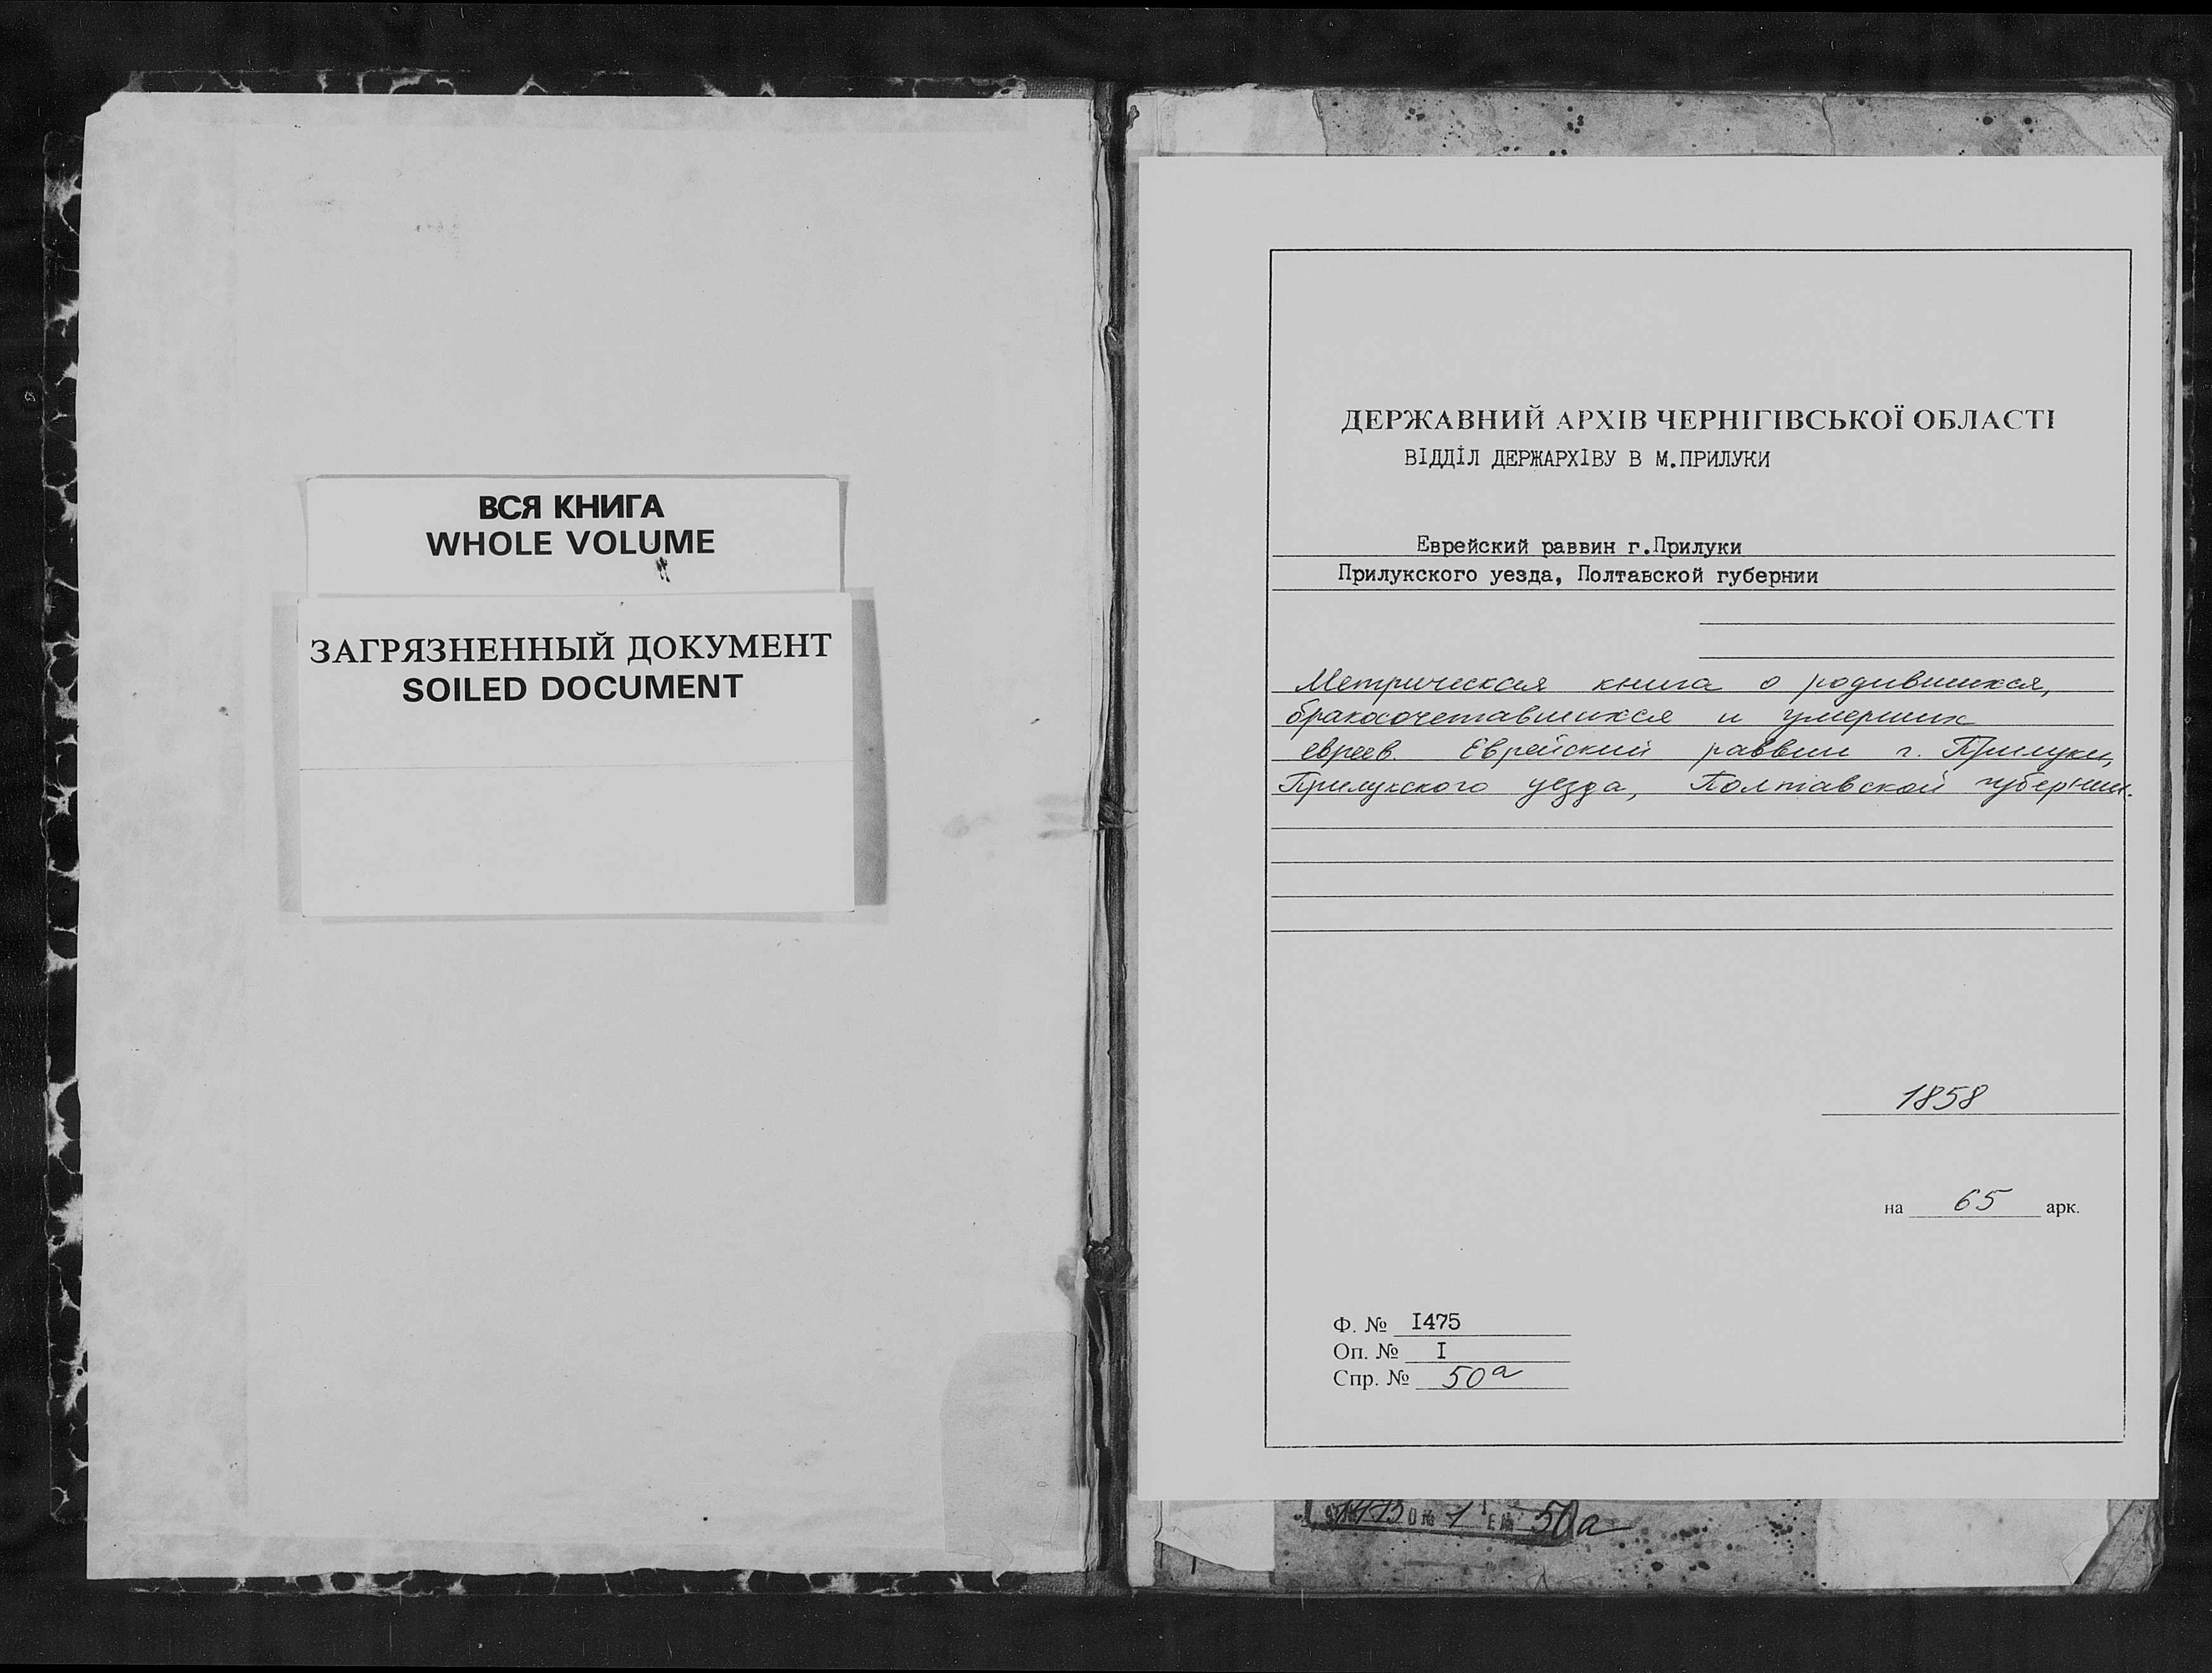 ВСЯ КНИГА
WHOLE VOLUME
ЗАГРЯЗНЕННЫЙ ДОКУМЕНТ
SOILED DOCUMENT
ДЕРЖАВНИЙ АРХІВ ЧЕРНІГІВСЬКОЇ ОБЛАСТІ
ВІДДІЛ ДЕРЖАРХІВУ В М.ПРИЛУКИ
Еврейский раввин г.Прилуки
Прилукского уезда, Полтавской губернии
Метрическая книга о родившихся,
бракосочетавшихся и умерших
евреев. Еврейский раввин г. Прилуки,
Прилукского уезда, Полтавской губернии.
1858
на 65 арк.
Ф. № I475
Оп. № I
Спр. № 50а
1475 1 50а